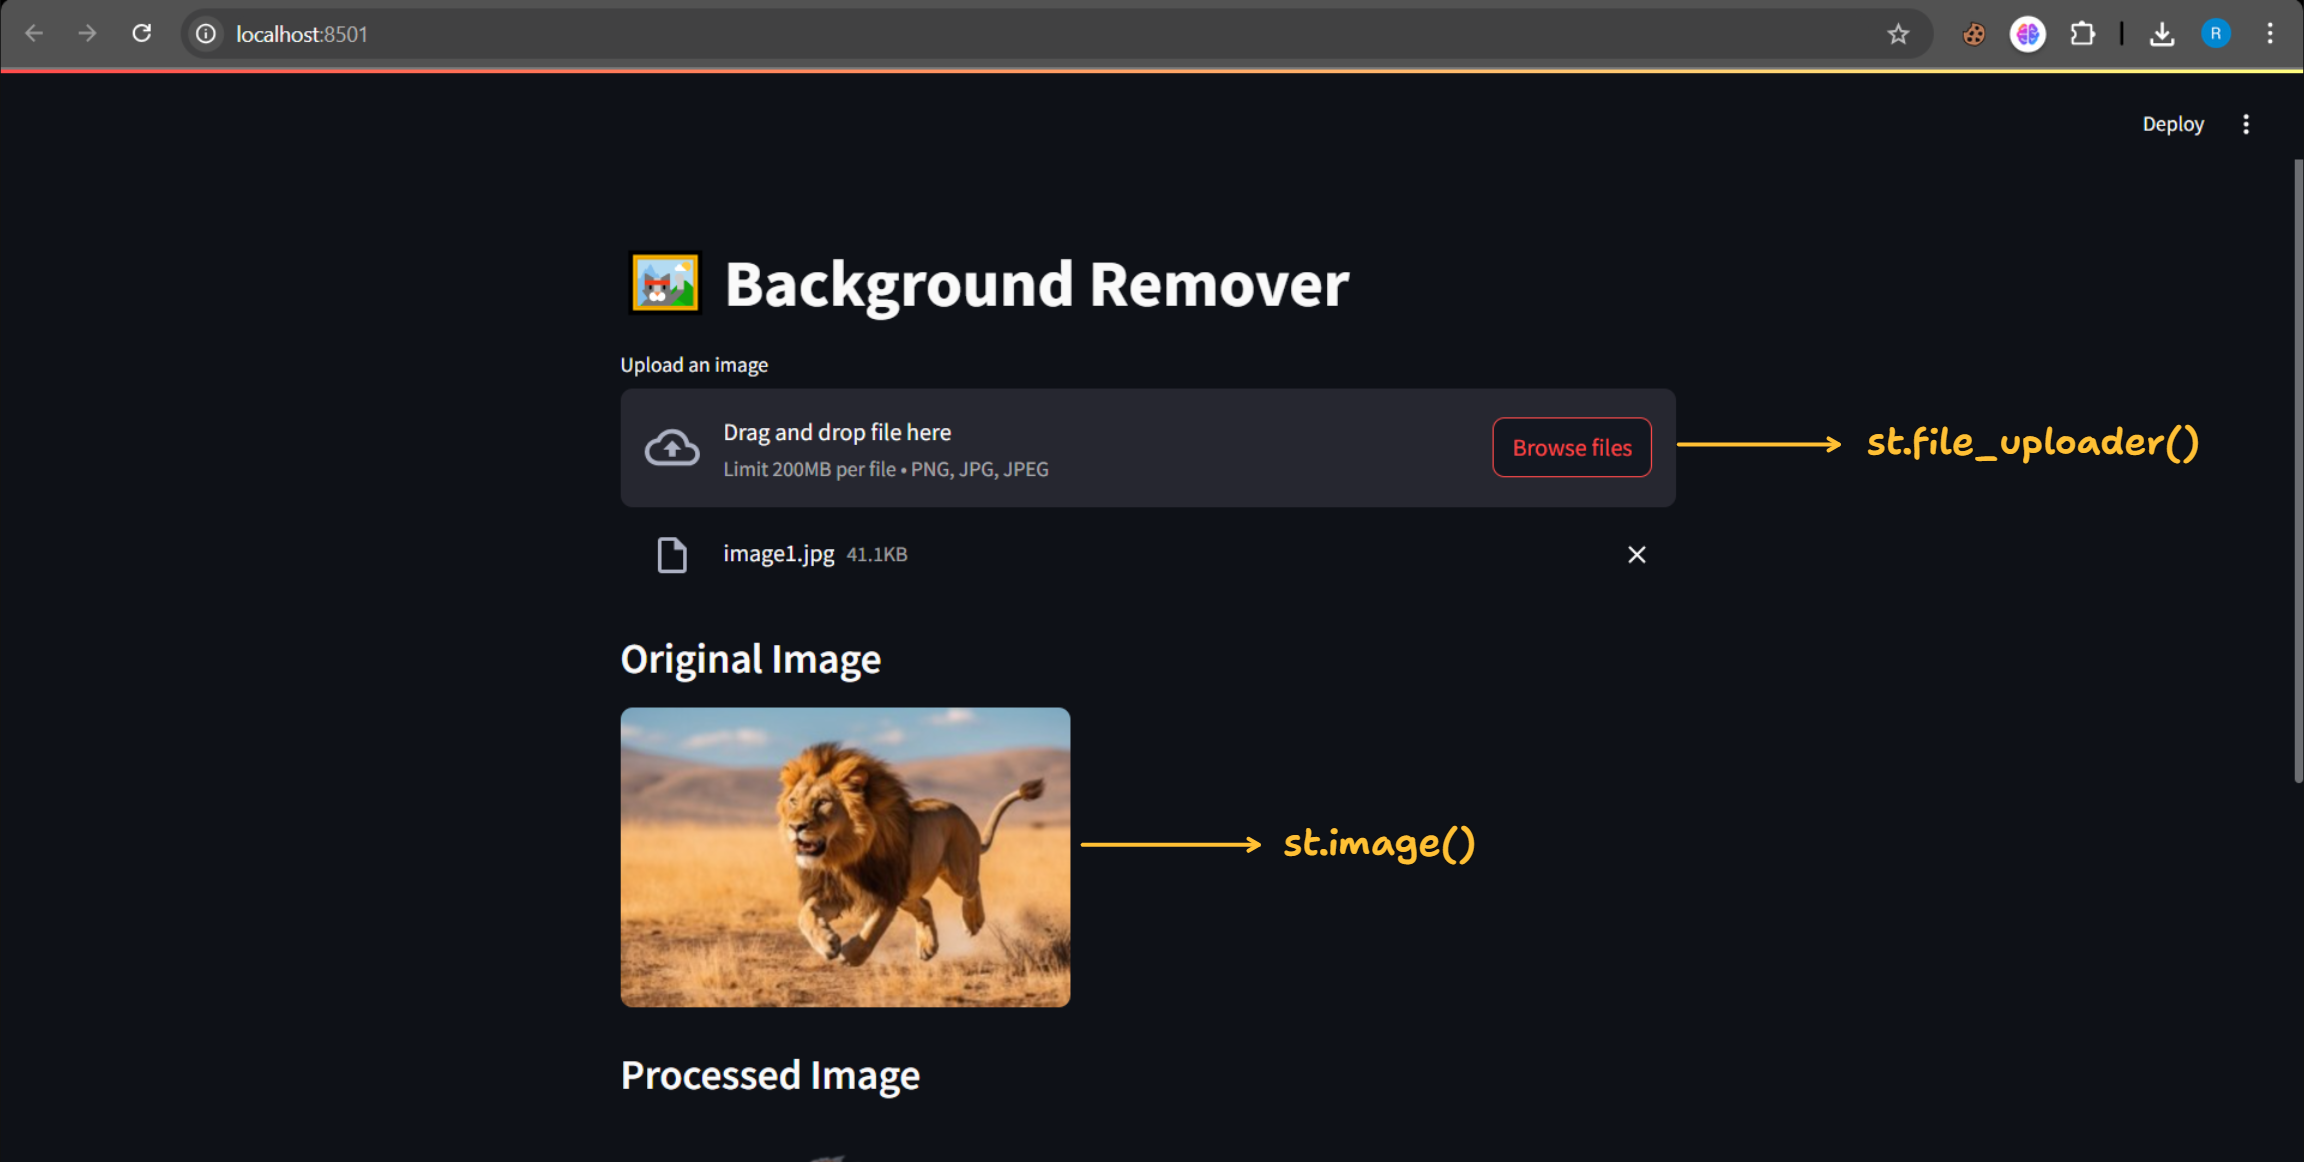 localhost:8501
R
Deploy
Background Remover
Upload an image
Drag and drop file here
Limit 200MB per file • PNG, JPG, JPEG
Browse files
st.file_uploader()
image1.jpg 41.1KB
Original Image
st.image()
Processed Image